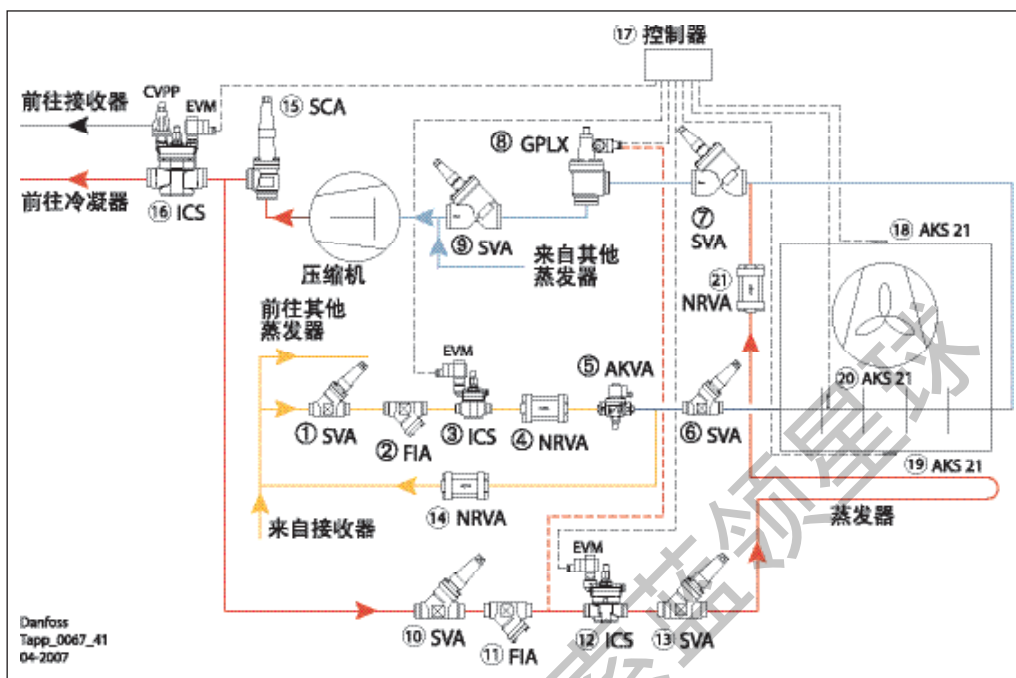 ⑰ 控制器
前往接收器
CVPP
EVM
⑮ SCA
⑧ GPLX
前往冷凝器
⑯ ICS
压缩机
⑨ SVA
来自其他
蒸发器
⑦
SVA
⑱ AKS 21
㉑
NRVA
前往其他
蒸发器
EVM
⑤ AKVA
⑳ AKS 21
① SVA
② FIA
③ ICS
④ NRVA
⑥ SVA
⑲ AKS 21
来自接收器
⑭ NRVA
蒸发器
EVM
⑩ SVA
⑪ FIA
⑫ ICS
⑬ SVA
Danfoss
Tapp_0067_41
04-2007
蓝领星球